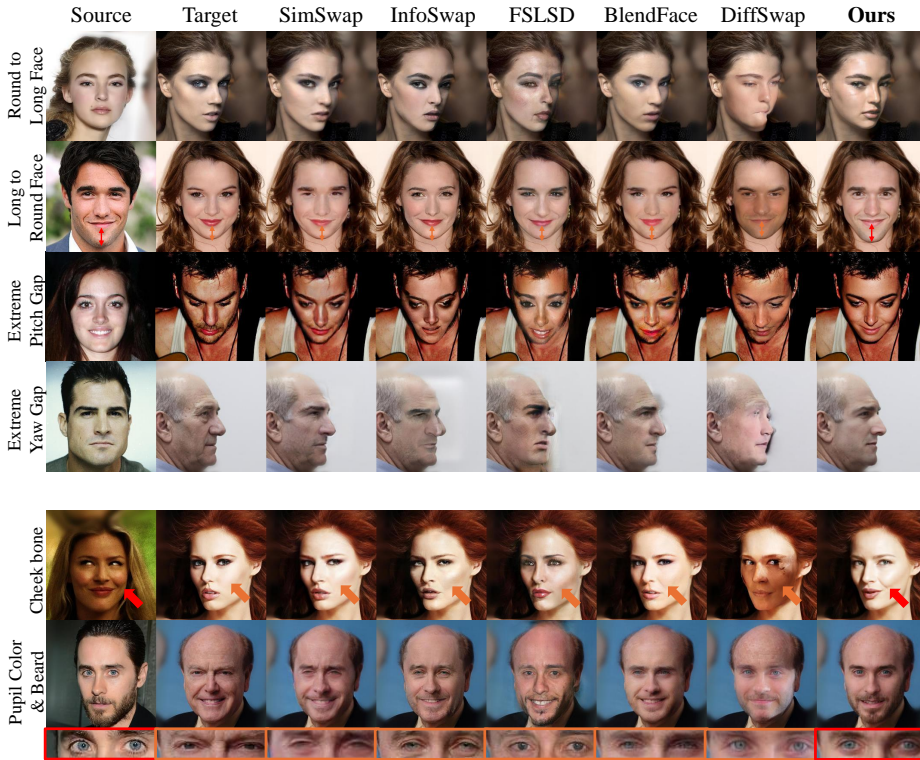 Source Target SimSwap InfoSwap FSLSD BlendFace DiffSwap Ours
Round to
Long Face
Long to
Round Face
Extreme
Pitch Gap
Extreme
Yaw Gap
Cheek bone
Pupil Color
& Beard